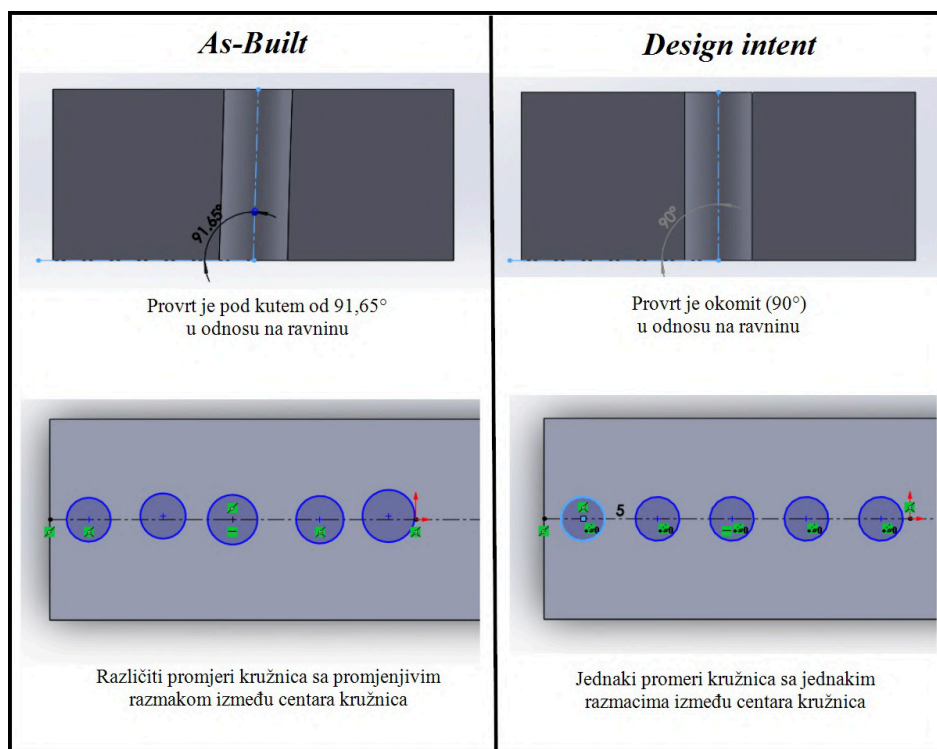 As-Built
Design intent
91.65°
90°
Provrt je pod kutem od 91,65°
u odnosu na ravninu
Provrt je okomit (90°)
u odnosu na ravninu
5
Različiti promjeri kružnica sa promjenjivim
razmakom između centara kružnica
Jednaki promeri kružnica sa jednakim
razmacima između centara kružnica